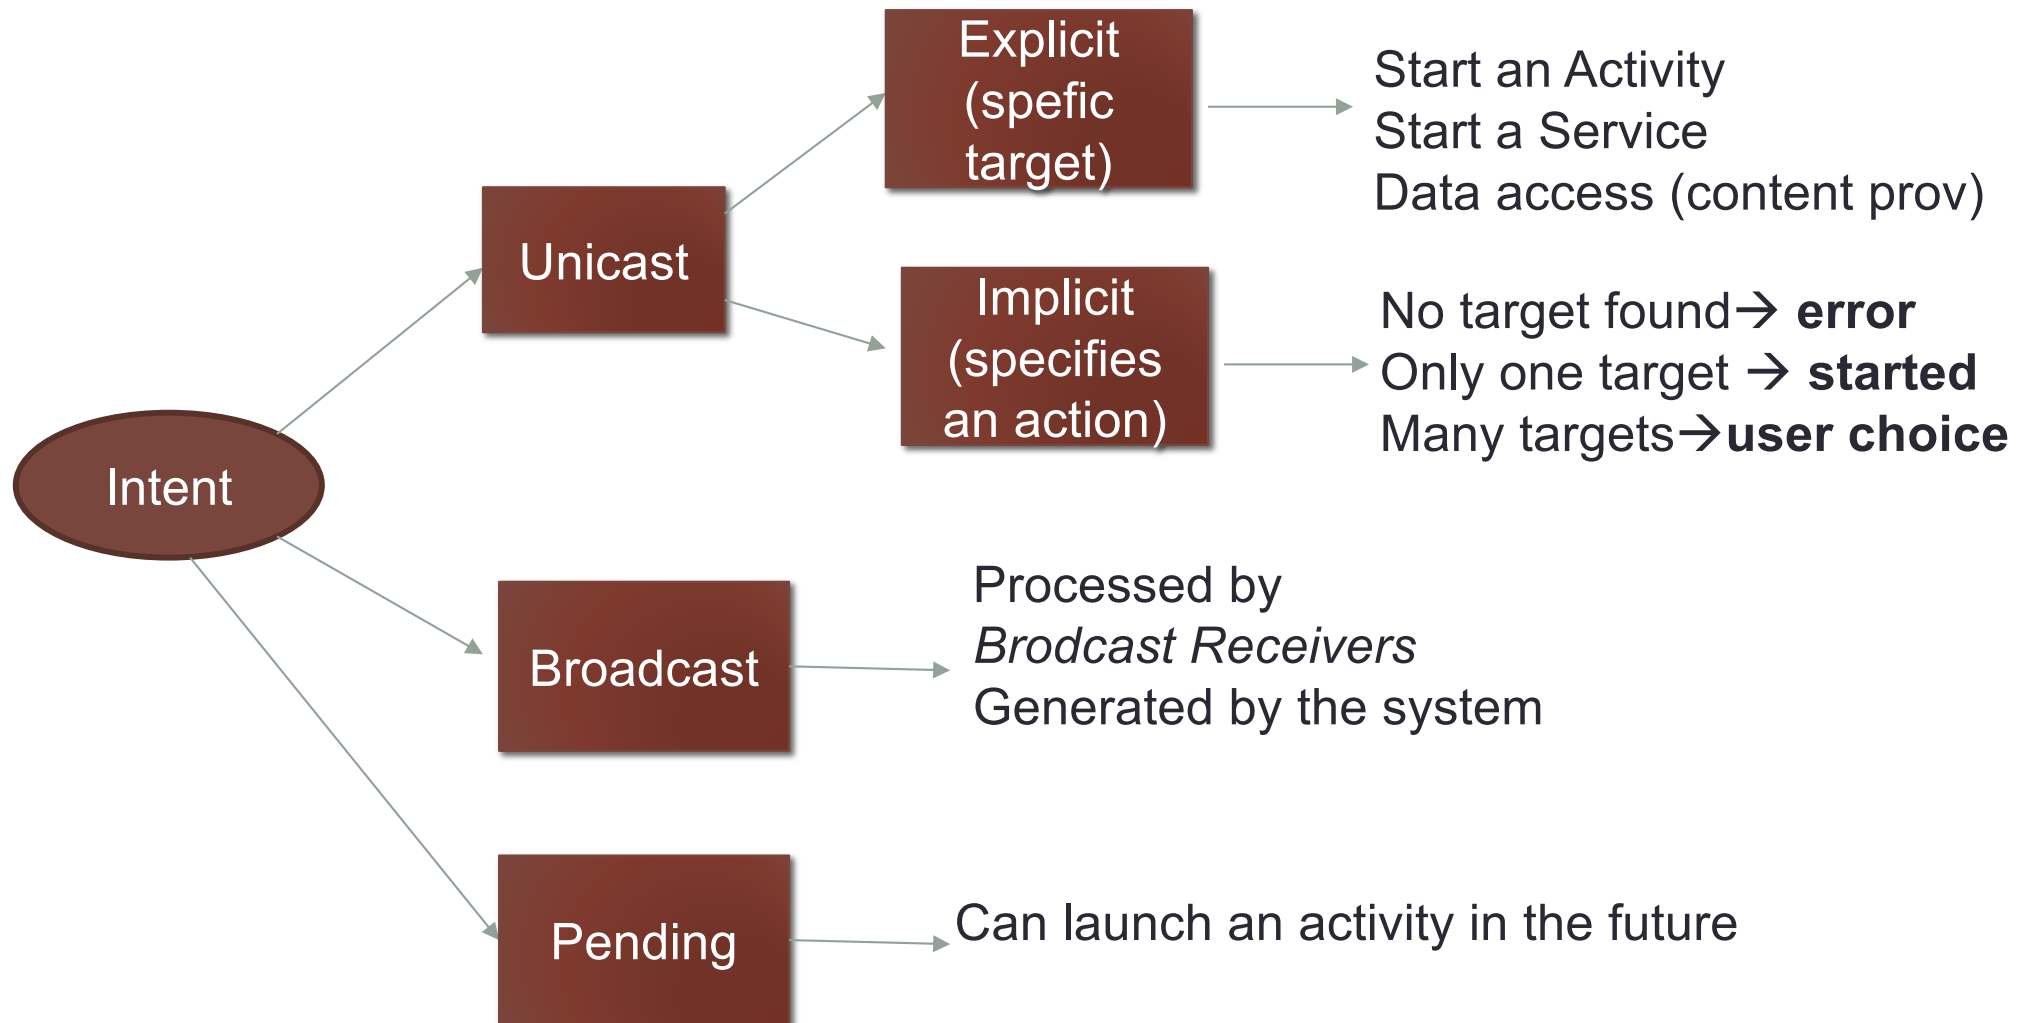 Explicit
(spefic
target)
Start an Activity
Start a Service
Data access (content prov)
Unicast
Implicit
(specifies
an action)
No target found→ error
Only one target → started
Many targets→user choice
Intent
Broadcast
Processed by
Brodcast Receivers
Generated by the system
Pending
Can launch an activity in the future